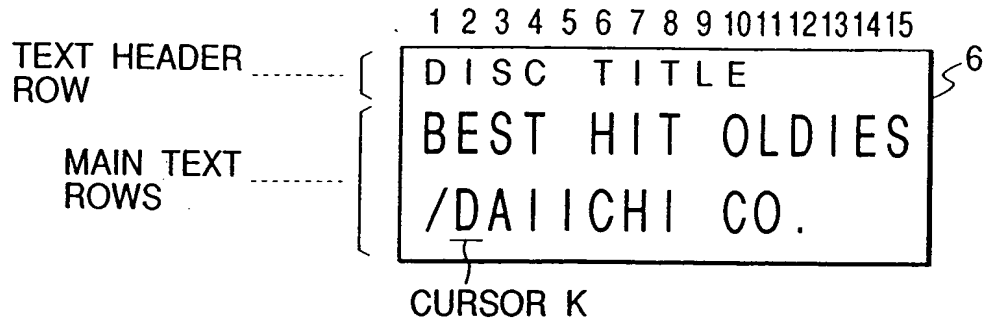 1 2 3 4 5 6 7 8 9 10 11 12 13 14 15
TEXT HEADER
ROW
DISC TITLE
6
BEST HIT OLDIES
MAIN TEXT
ROWS
/DAIICHI CO.
CURSOR K